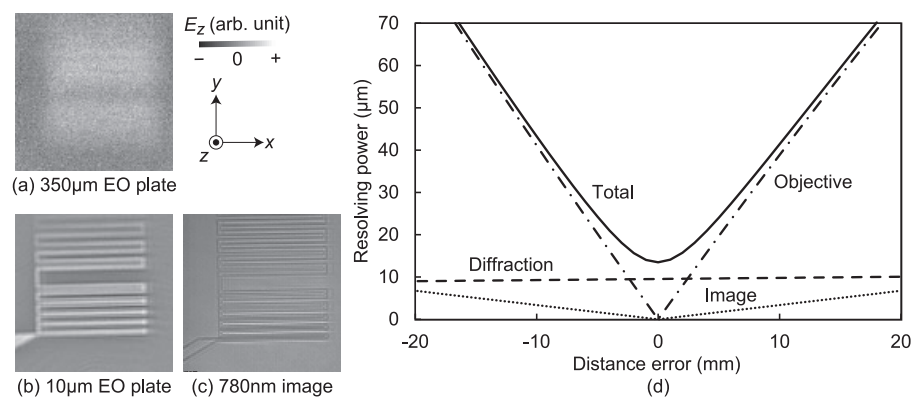 E_z (arb. unit)
− 0 +
y
z x
(a) 350μm EO plate
(b) 10μm EO plate
(c) 780nm image
70
60
50
40
30
20
10
0
Resolving power (μm)
Total
Objective
Diffraction
Image
-20 -10 0 10 20
Distance error (mm)
(d)